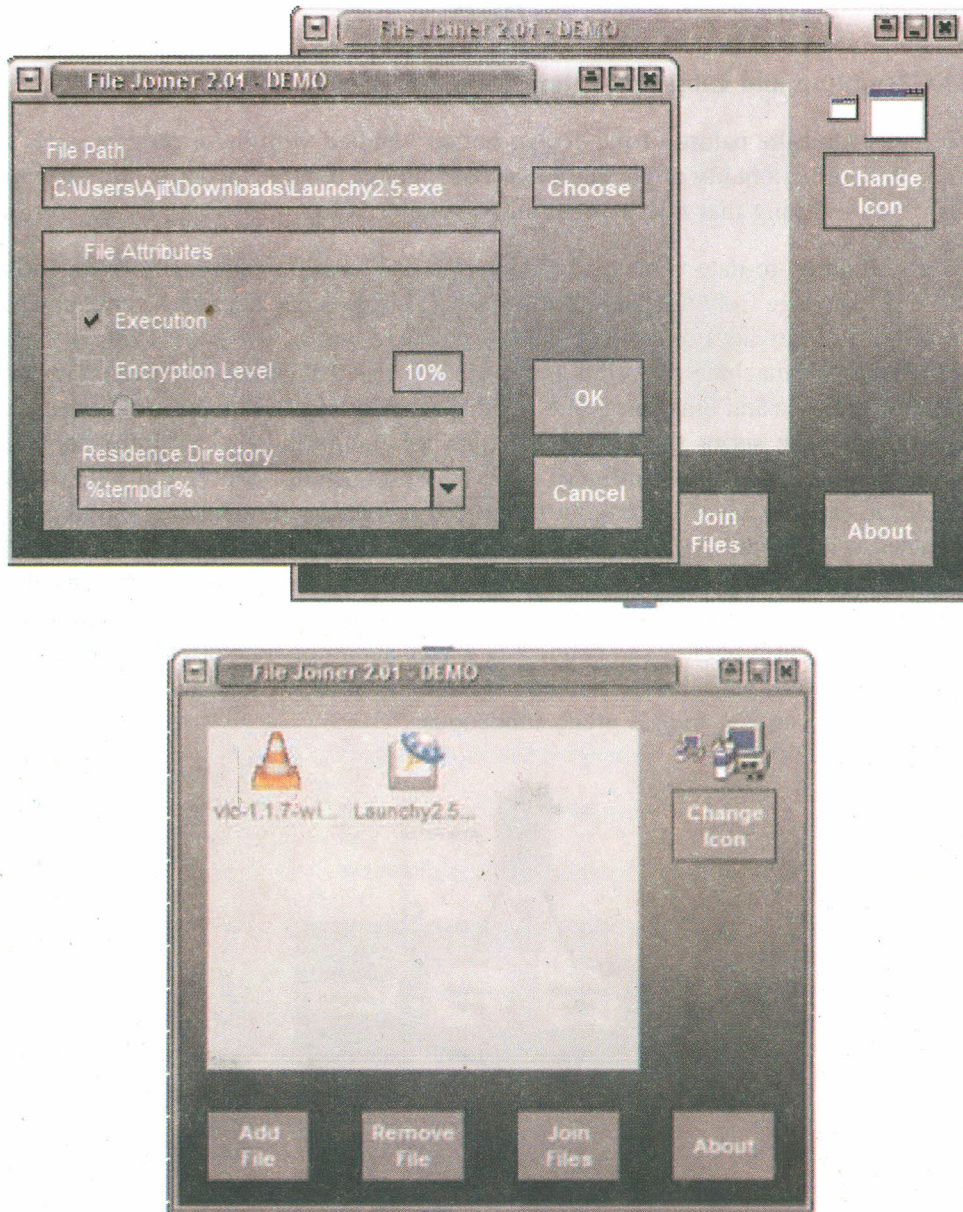 File Joiner 2.01 - DEMO
File Joiner 2.01 - DEMO
File Path
C:\Users\Ajit\Downloads\Launchy2.5.exe
Choose
Change
Icon
File Attributes
Execution
Encryption Level
10%
OK
Residence Directory
%tempdir%
Cancel
Join
Files
About
File Joiner 2.01 - DEMO
vlc-1.1.7-wi...
Launchy2.5...
Change
Icon
Add
File
Remove
File
Join
Files
About